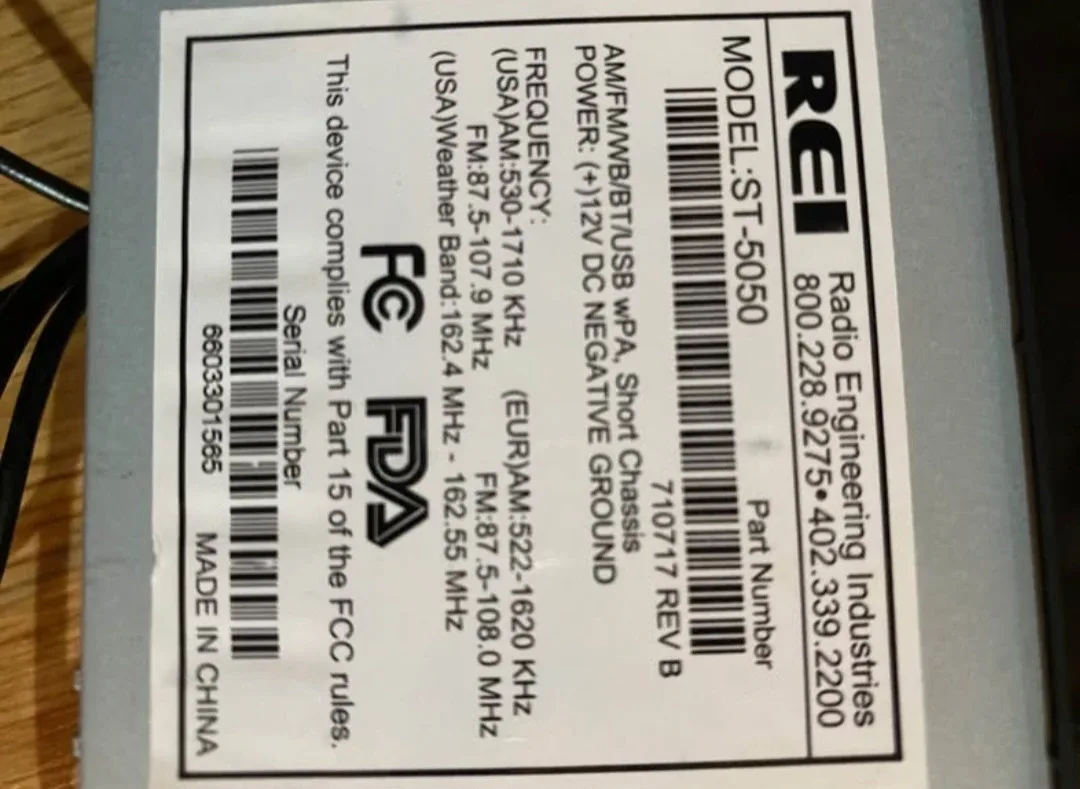 REI Radio Engineering Industries
800.228.9275•402.339.2200
MODEL:ST-5050 Part Number
710717 REV B
AM/FM/WB/BT/USB wPA, Short Chassis
POWER: (+)12V DC NEGATIVE GROUND
FREQUENCY:
(USA)AM:530-1710 KHz (EUR)AM:522-1620 KHz
FM:87.5-107.9 MHz FM:87.5-108.0 MHz
(USA)Weather Band:162.4 MHz - 162.55 MHz
FC FDA
This device complies with Part 15 of the FCC rules.
Serial Number
6603301565 MADE IN CHINA